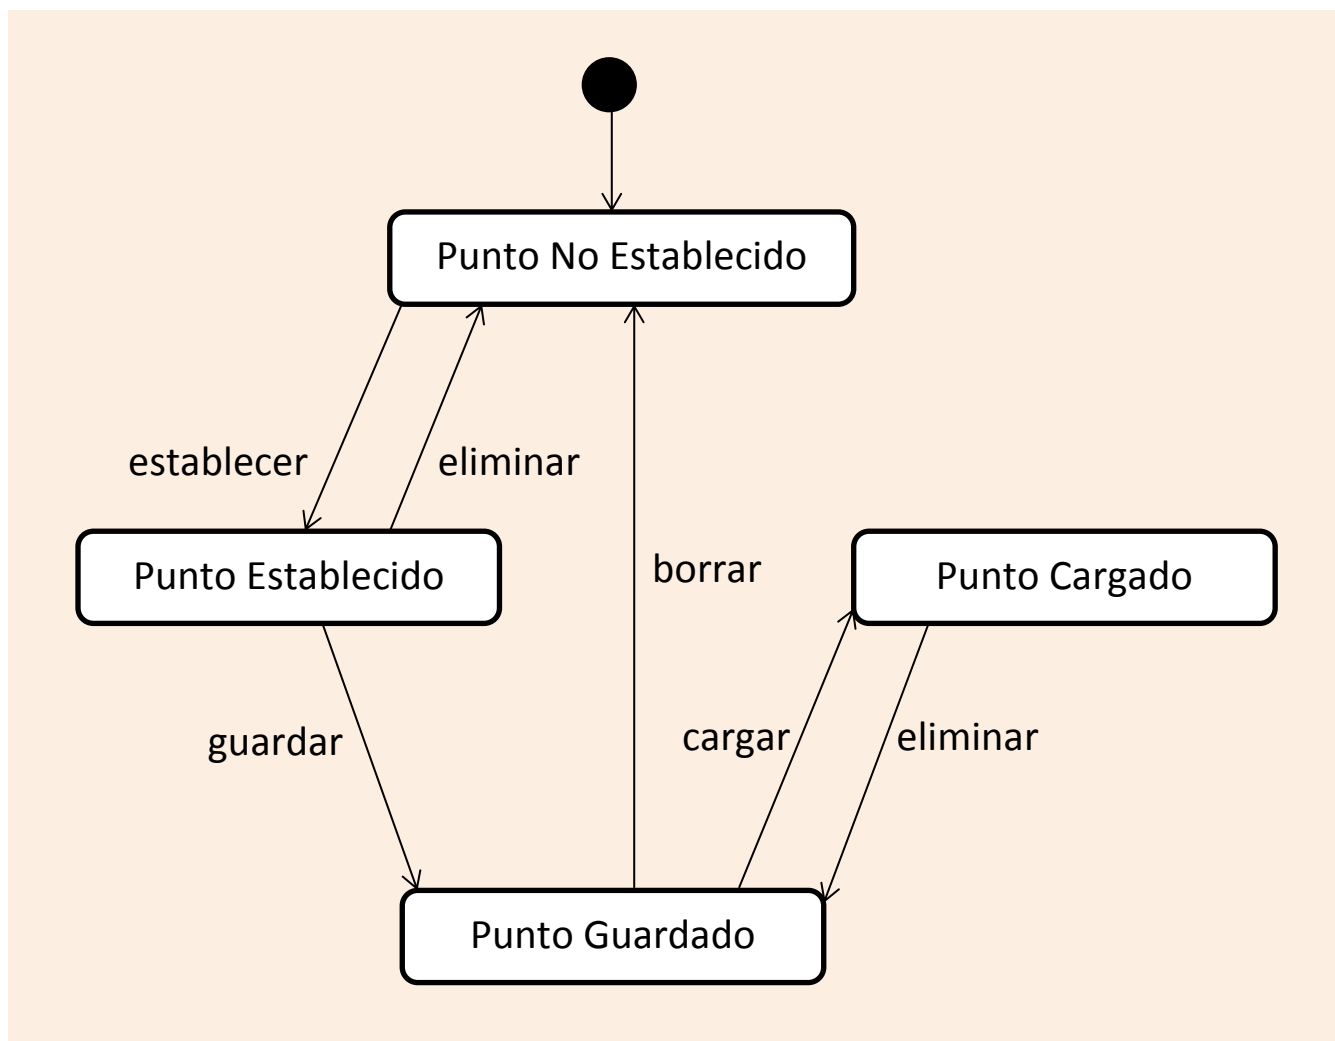 Punto No Establecido
establecer
eliminar
Punto Establecido
borrar
Punto Cargado
guardar
cargar
eliminar
Punto Guardado